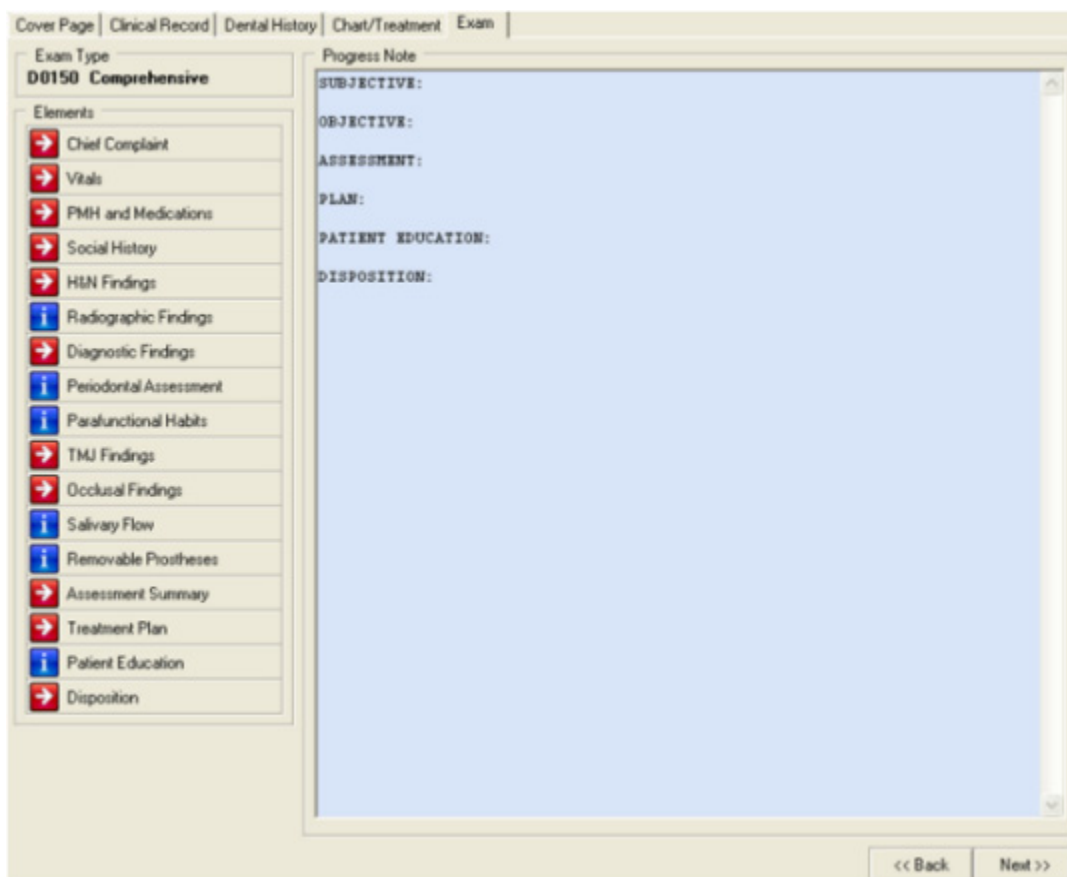 Cover Page | Clinical Record | Dental History | Chart/Treatment | Exam
Exam Type
D0150 Comprehensive
Elements
Chief Complaint
Vitals
PMH and Medications
Social History
H&N Findings
Radiographic Findings
Diagnostic Findings
Periodontal Assessment
Parafunctional Habits
TMJ Findings
Occlusal Findings
Salivary Flow
Removable Prostheses
Assessment Summary
Treatment Plan
Patient Education
Disposition
Progress Note
SUBJECTIVE:
OBJECTIVE:
ASSESSMENT:
PLAN:
PATIENT EDUCATION:
DISPOSITION:
<< Back
Next >>